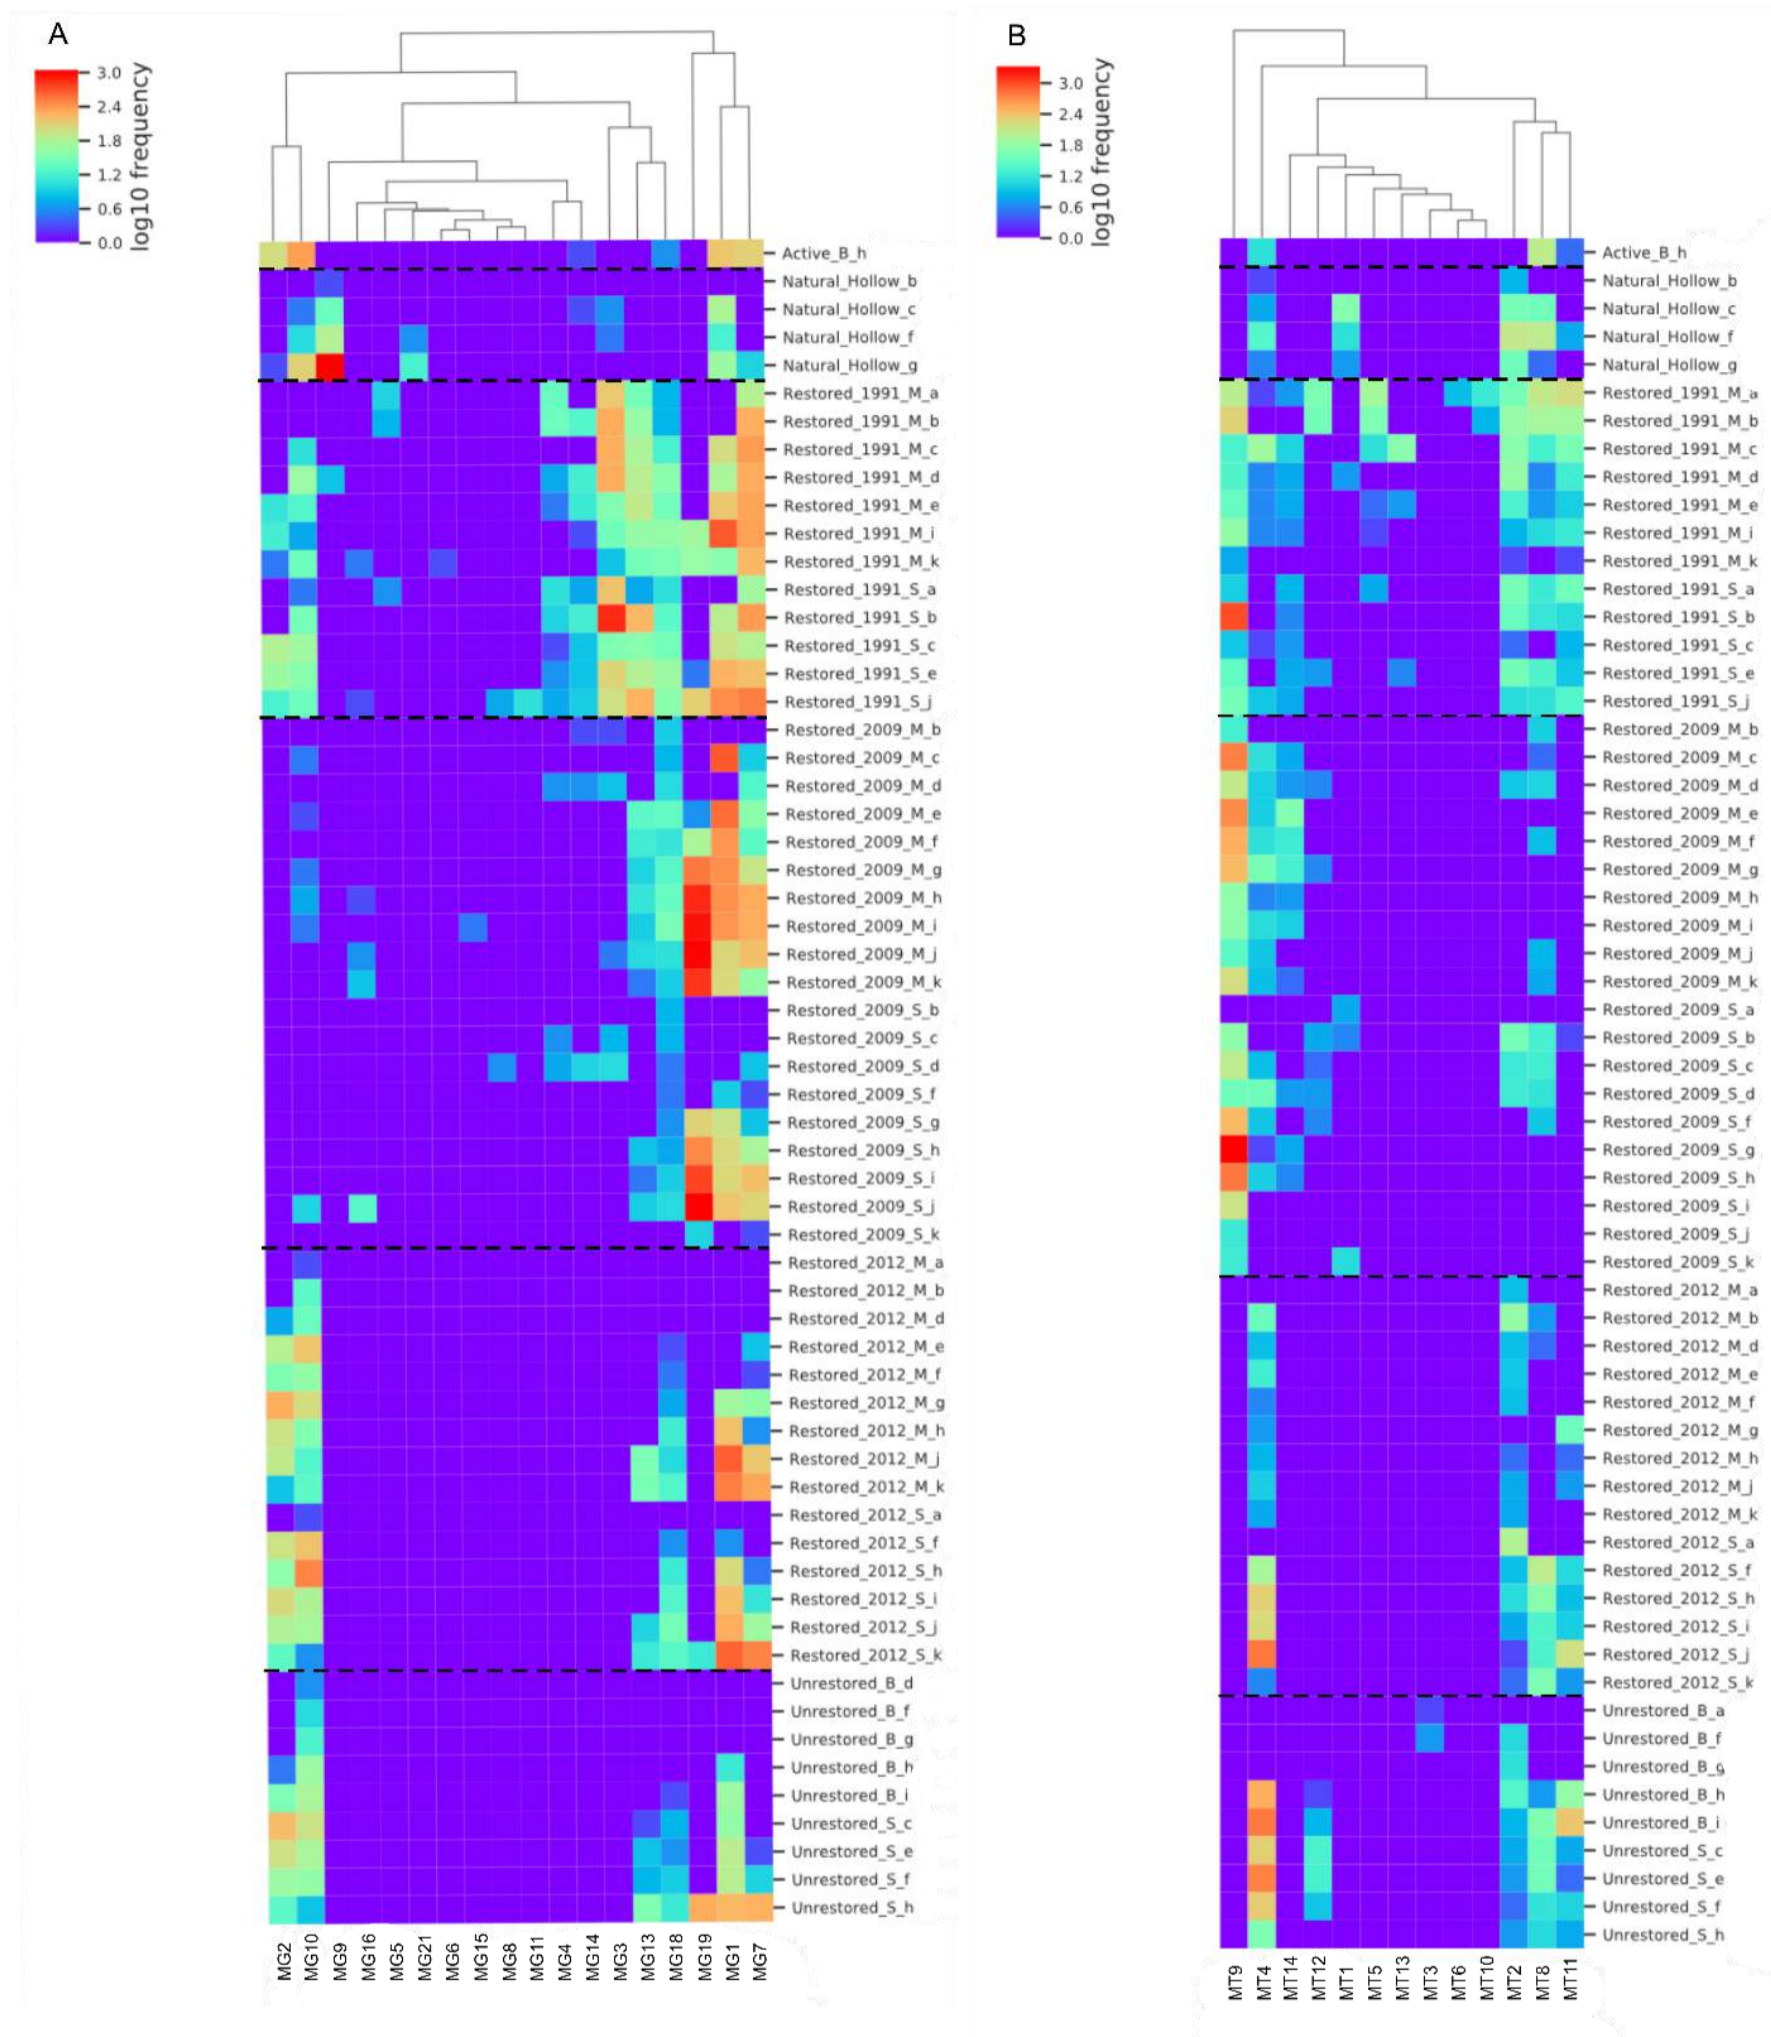 A
3.0
2.4
1.8
1.2
0.6
0.0
log10 frequency
Active_B_h
Natural_Hollow_b
Natural_Hollow_c
Natural_Hollow_f
Natural_Hollow_g
Restored_1991_M_a
Restored_1991_M_b
Restored_1991_M_c
Restored_1991_M_d
Restored_1991_M_e
Restored_1991_M_i
Restored_1991_M_k
Restored_1991_S_a
Restored_1991_S_b
Restored_1991_S_c
Restored_1991_S_e
Restored_1991_S_j
Restored_2009_M_b
Restored_2009_M_c
Restored_2009_M_d
Restored_2009_M_e
Restored_2009_M_f
Restored_2009_M_g
Restored_2009_M_h
Restored_2009_M_i
Restored_2009_M_j
Restored_2009_M_k
Restored_2009_S_b
Restored_2009_S_c
Restored_2009_S_d
Restored_2009_S_f
Restored_2009_S_g
Restored_2009_S_h
Restored_2009_S_i
Restored_2009_S_j
Restored_2009_S_k
Restored_2012_M_a
Restored_2012_M_b
Restored_2012_M_d
Restored_2012_M_e
Restored_2012_M_f
Restored_2012_M_g
Restored_2012_M_h
Restored_2012_M_j
Restored_2012_M_k
Restored_2012_S_a
Restored_2012_S_f
Restored_2012_S_h
Restored_2012_S_i
Restored_2012_S_j
Restored_2012_S_k
Unrestored_B_d
Unrestored_B_f
Unrestored_B_g
Unrestored_B_h
Unrestored_B_i
Unrestored_S_c
Unrestored_S_e
Unrestored_S_f
Unrestored_S_h
MG2
MG10
MG9
MG16
MG5
MG21
MG6
MG15
MG8
MG11
MG4
MG14
MG3
MG13
MG18
MG19
MG1
MG7
B
3.0
2.4
1.8
1.2
0.6
0.0
log10 frequency
Active_B_h
Natural_Hollow_b
Natural_Hollow_c
Natural_Hollow_f
Natural_Hollow_g
Restored_1991_M_a
Restored_1991_M_b
Restored_1991_M_c
Restored_1991_M_d
Restored_1991_M_e
Restored_1991_M_i
Restored_1991_M_k
Restored_1991_S_a
Restored_1991_S_b
Restored_1991_S_c
Restored_1991_S_e
Restored_1991_S_j
Restored_2009_M_b
Restored_2009_M_c
Restored_2009_M_d
Restored_2009_M_e
Restored_2009_M_f
Restored_2009_M_g
Restored_2009_M_h
Restored_2009_M_i
Restored_2009_M_j
Restored_2009_M_k
Restored_2009_S_a
Restored_2009_S_b
Restored_2009_S_c
Restored_2009_S_d
Restored_2009_S_f
Restored_2009_S_g
Restored_2009_S_h
Restored_2009_S_i
Restored_2009_S_j
Restored_2009_S_k
Restored_2012_M_a
Restored_2012_M_b
Restored_2012_M_d
Restored_2012_M_e
Restored_2012_M_f
Restored_2012_M_g
Restored_2012_M_h
Restored_2012_M_j
Restored_2012_M_k
Restored_2012_S_a
Restored_2012_S_f
Restored_2012_S_h
Restored_2012_S_i
Restored_2012_S_j
Restored_2012_S_k
Unrestored_B_a
Unrestored_B_f
Unrestored_B_g
Unrestored_B_h
Unrestored_B_i
Unrestored_S_c
Unrestored_S_e
Unrestored_S_f
Unrestored_S_h
MT9
MT4
MT14
MT12
MT1
MT5
MT13
MT3
MT6
MT10
MT2
MT8
MT11